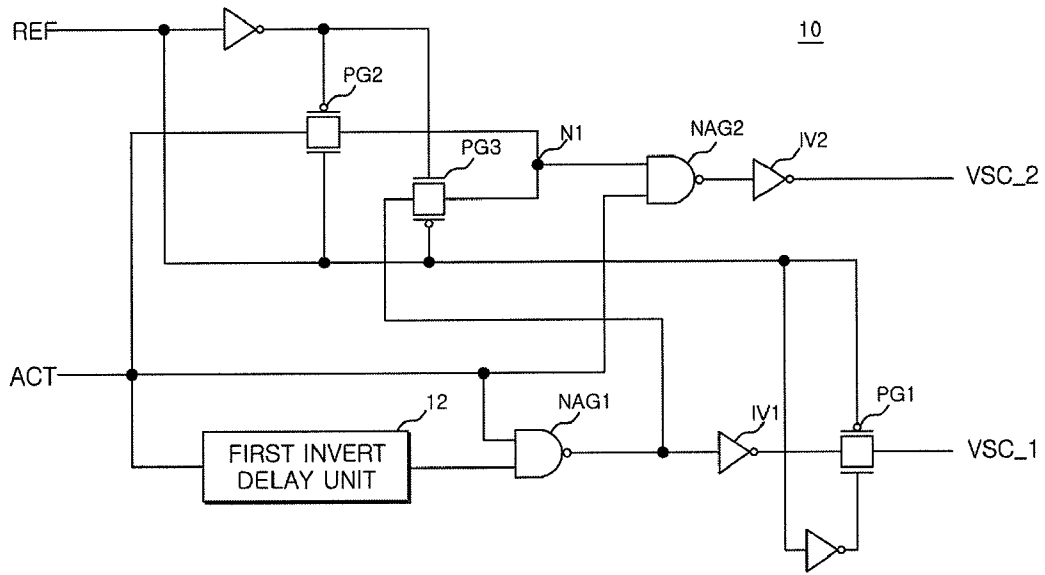 REF
10
PG2
PG3
N1
NAG2
IV2
VSC_2
ACT
12
FIRST INVERT
DELAY UNIT
NAG1
IV1
PG1
VSC_1